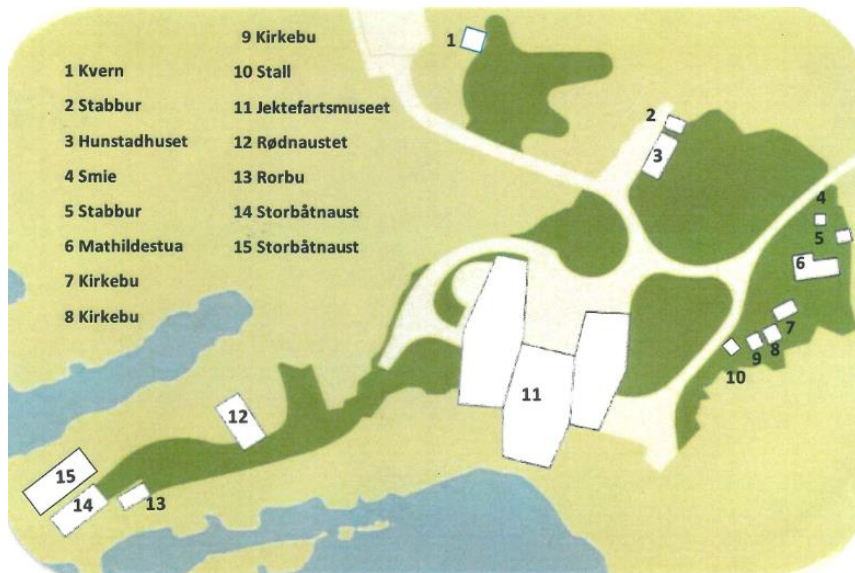 1 Kvern
2 Stabbur
3 Hunstadhuset
4 Smie
5 Stabbur
6 Mathildestua
7 Kirkebu
8 Kirkebu
9 Kirkebu
10 Stall
11 Jektefartsmuseet
12 Rødnaustet
13 Rorbu
14 Storbåtnaust
15 Storbåtnaust
1
2
3
4
5
6
7
8
9
10
11
12
13
14
15